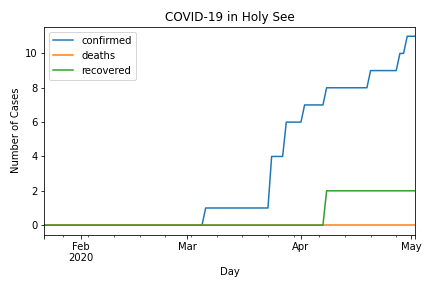 COVID-19 in Holy See
confirmed
deaths
recovered
Number of Cases
10
8
6
4
2
0
Feb
2020
Mar
Apr
May
Day